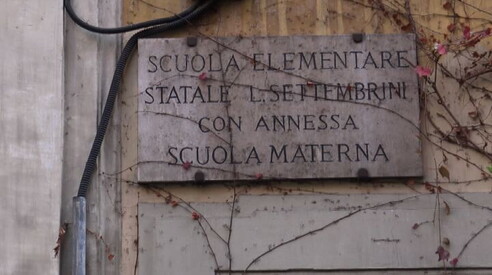 SCUOLA ELEMENTARE
STATALE L. SETTEMBRINI
CON ANNESSA
SCUOLA MATERNA